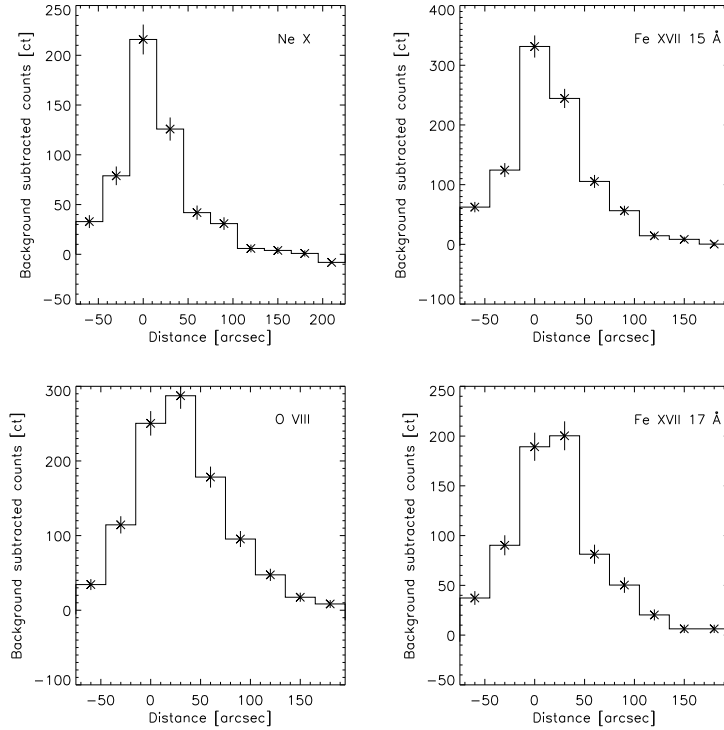 Ne X
Background subtracted counts [ct]
250
200
150
100
50
0
−50
−50 0 50 100 150 200
Distance [arcsec]
Fe XVII 15 Å
Background subtracted counts [ct]
400
300
200
100
0
−100
−50 0 50 100 150
Distance [arcsec]
O VIII
Background subtracted counts [ct]
300
200
100
0
−100
−50 0 50 100 150
Distance [arcsec]
Fe XVII 17 Å
Background subtracted counts [ct]
250
200
150
100
50
0
−50
−50 0 50 100 150
Distance [arcsec]